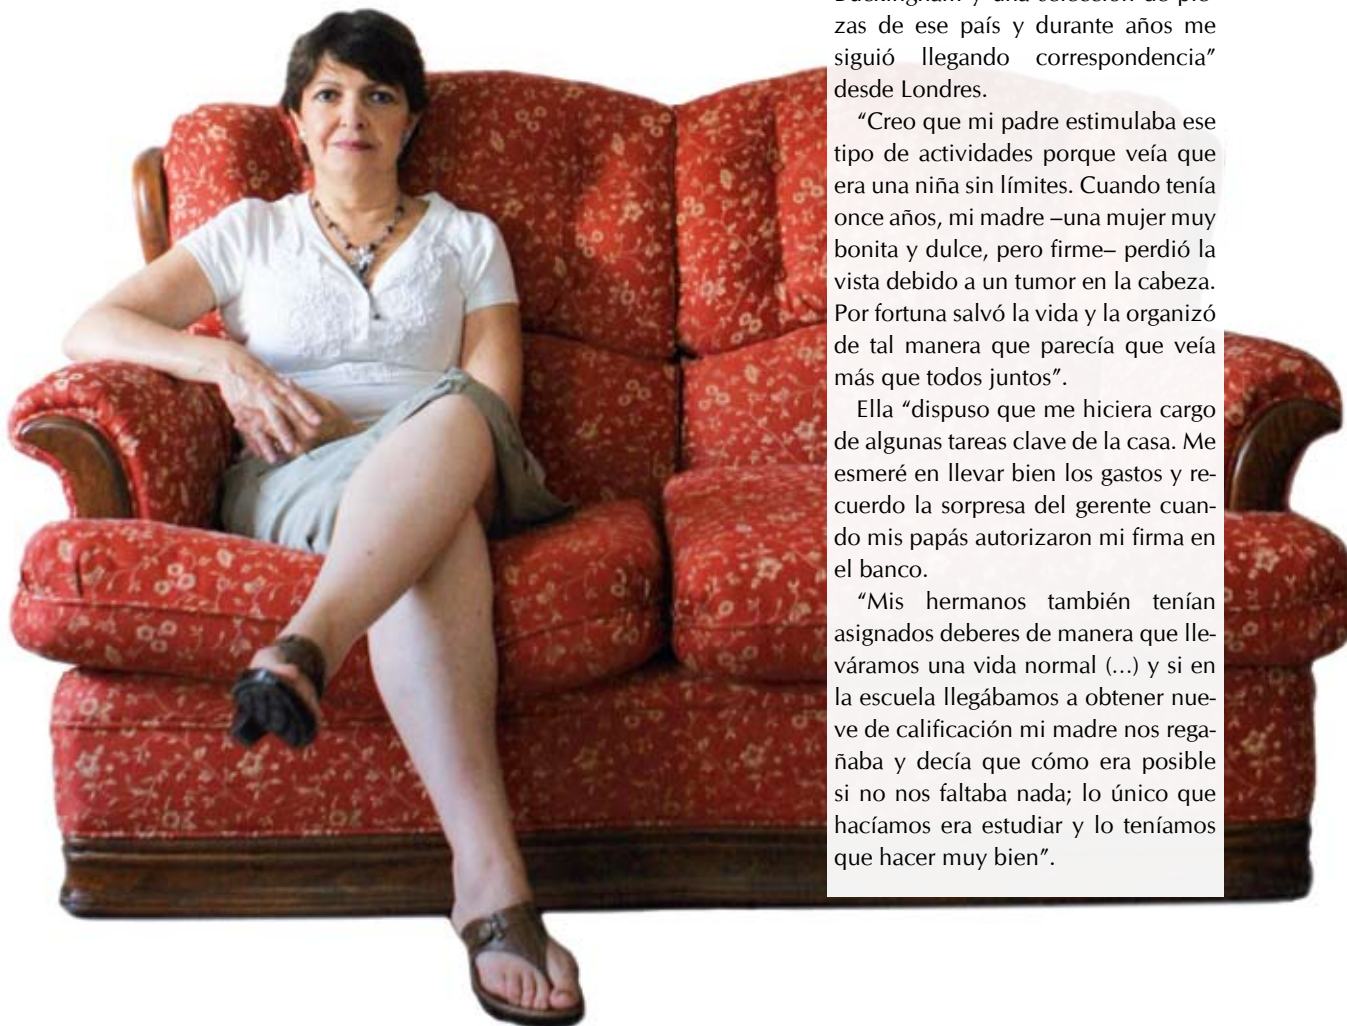 zas de ese país y durante años me
siguió llegando correspondencia”
desde Londres.
“Creo que mi padre estimulaba ese
tipo de actividades porque veía que
era una niña sin límites. Cuando tenía
once años, mi madre –una mujer muy
bonita y dulce, pero firme– perdió la
vista debido a un tumor en la cabeza.
Por fortuna salvó la vida y la organizó
de tal manera que parecía que veía
más que todos juntos”.
Ella “dispuso que me hiciera cargo
de algunas tareas clave de la casa. Me
esmeré en llevar bien los gastos y re-
cuerdo la sorpresa del gerente cuan-
do mis papás autorizaron mi firma en
el banco.
“Mis hermanos también tenían
asignados deberes de manera que lle-
váramos una vida normal (...) y si en
la escuela llegábamos a obtener nue-
ve de calificación mi madre nos rega-
ñaba y decía que cómo era posible
si no nos faltaba nada; lo único que
hacíamos era estudiar y lo teníamos
que hacer muy bien”.